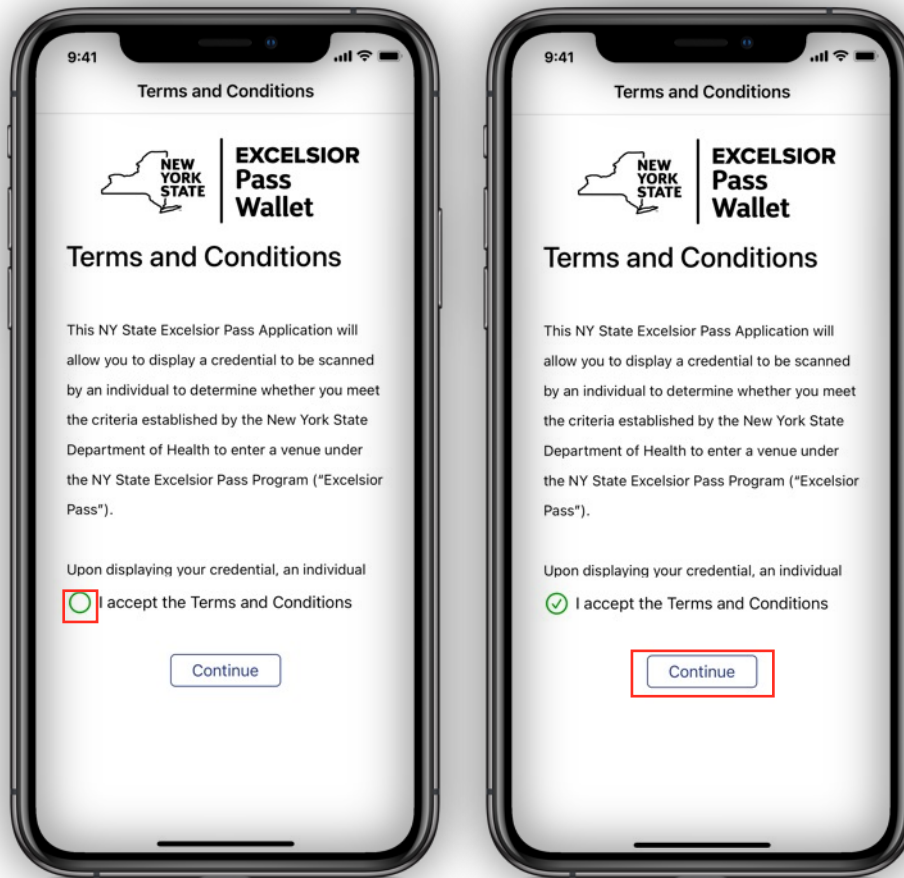 9:41
Terms and Conditions
NEW
YORK
STATE
EXCELSIOR
Pass
Wallet
Terms and Conditions
This NY State Excelsior Pass Application will
allow you to display a credential to be scanned
by an individual to determine whether you meet
the criteria established by the New York State
Department of Health to enter a venue under
the NY State Excelsior Pass Program (“Excelsior
Pass”).
Upon displaying your credential, an individual
I accept the Terms and Conditions
Continue
9:41
Terms and Conditions
NEW
YORK
STATE
EXCELSIOR
Pass
Wallet
Terms and Conditions
This NY State Excelsior Pass Application will
allow you to display a credential to be scanned
by an individual to determine whether you meet
the criteria established by the New York State
Department of Health to enter a venue under
the NY State Excelsior Pass Program (“Excelsior
Pass”).
Upon displaying your credential, an individual
I accept the Terms and Conditions
Continue